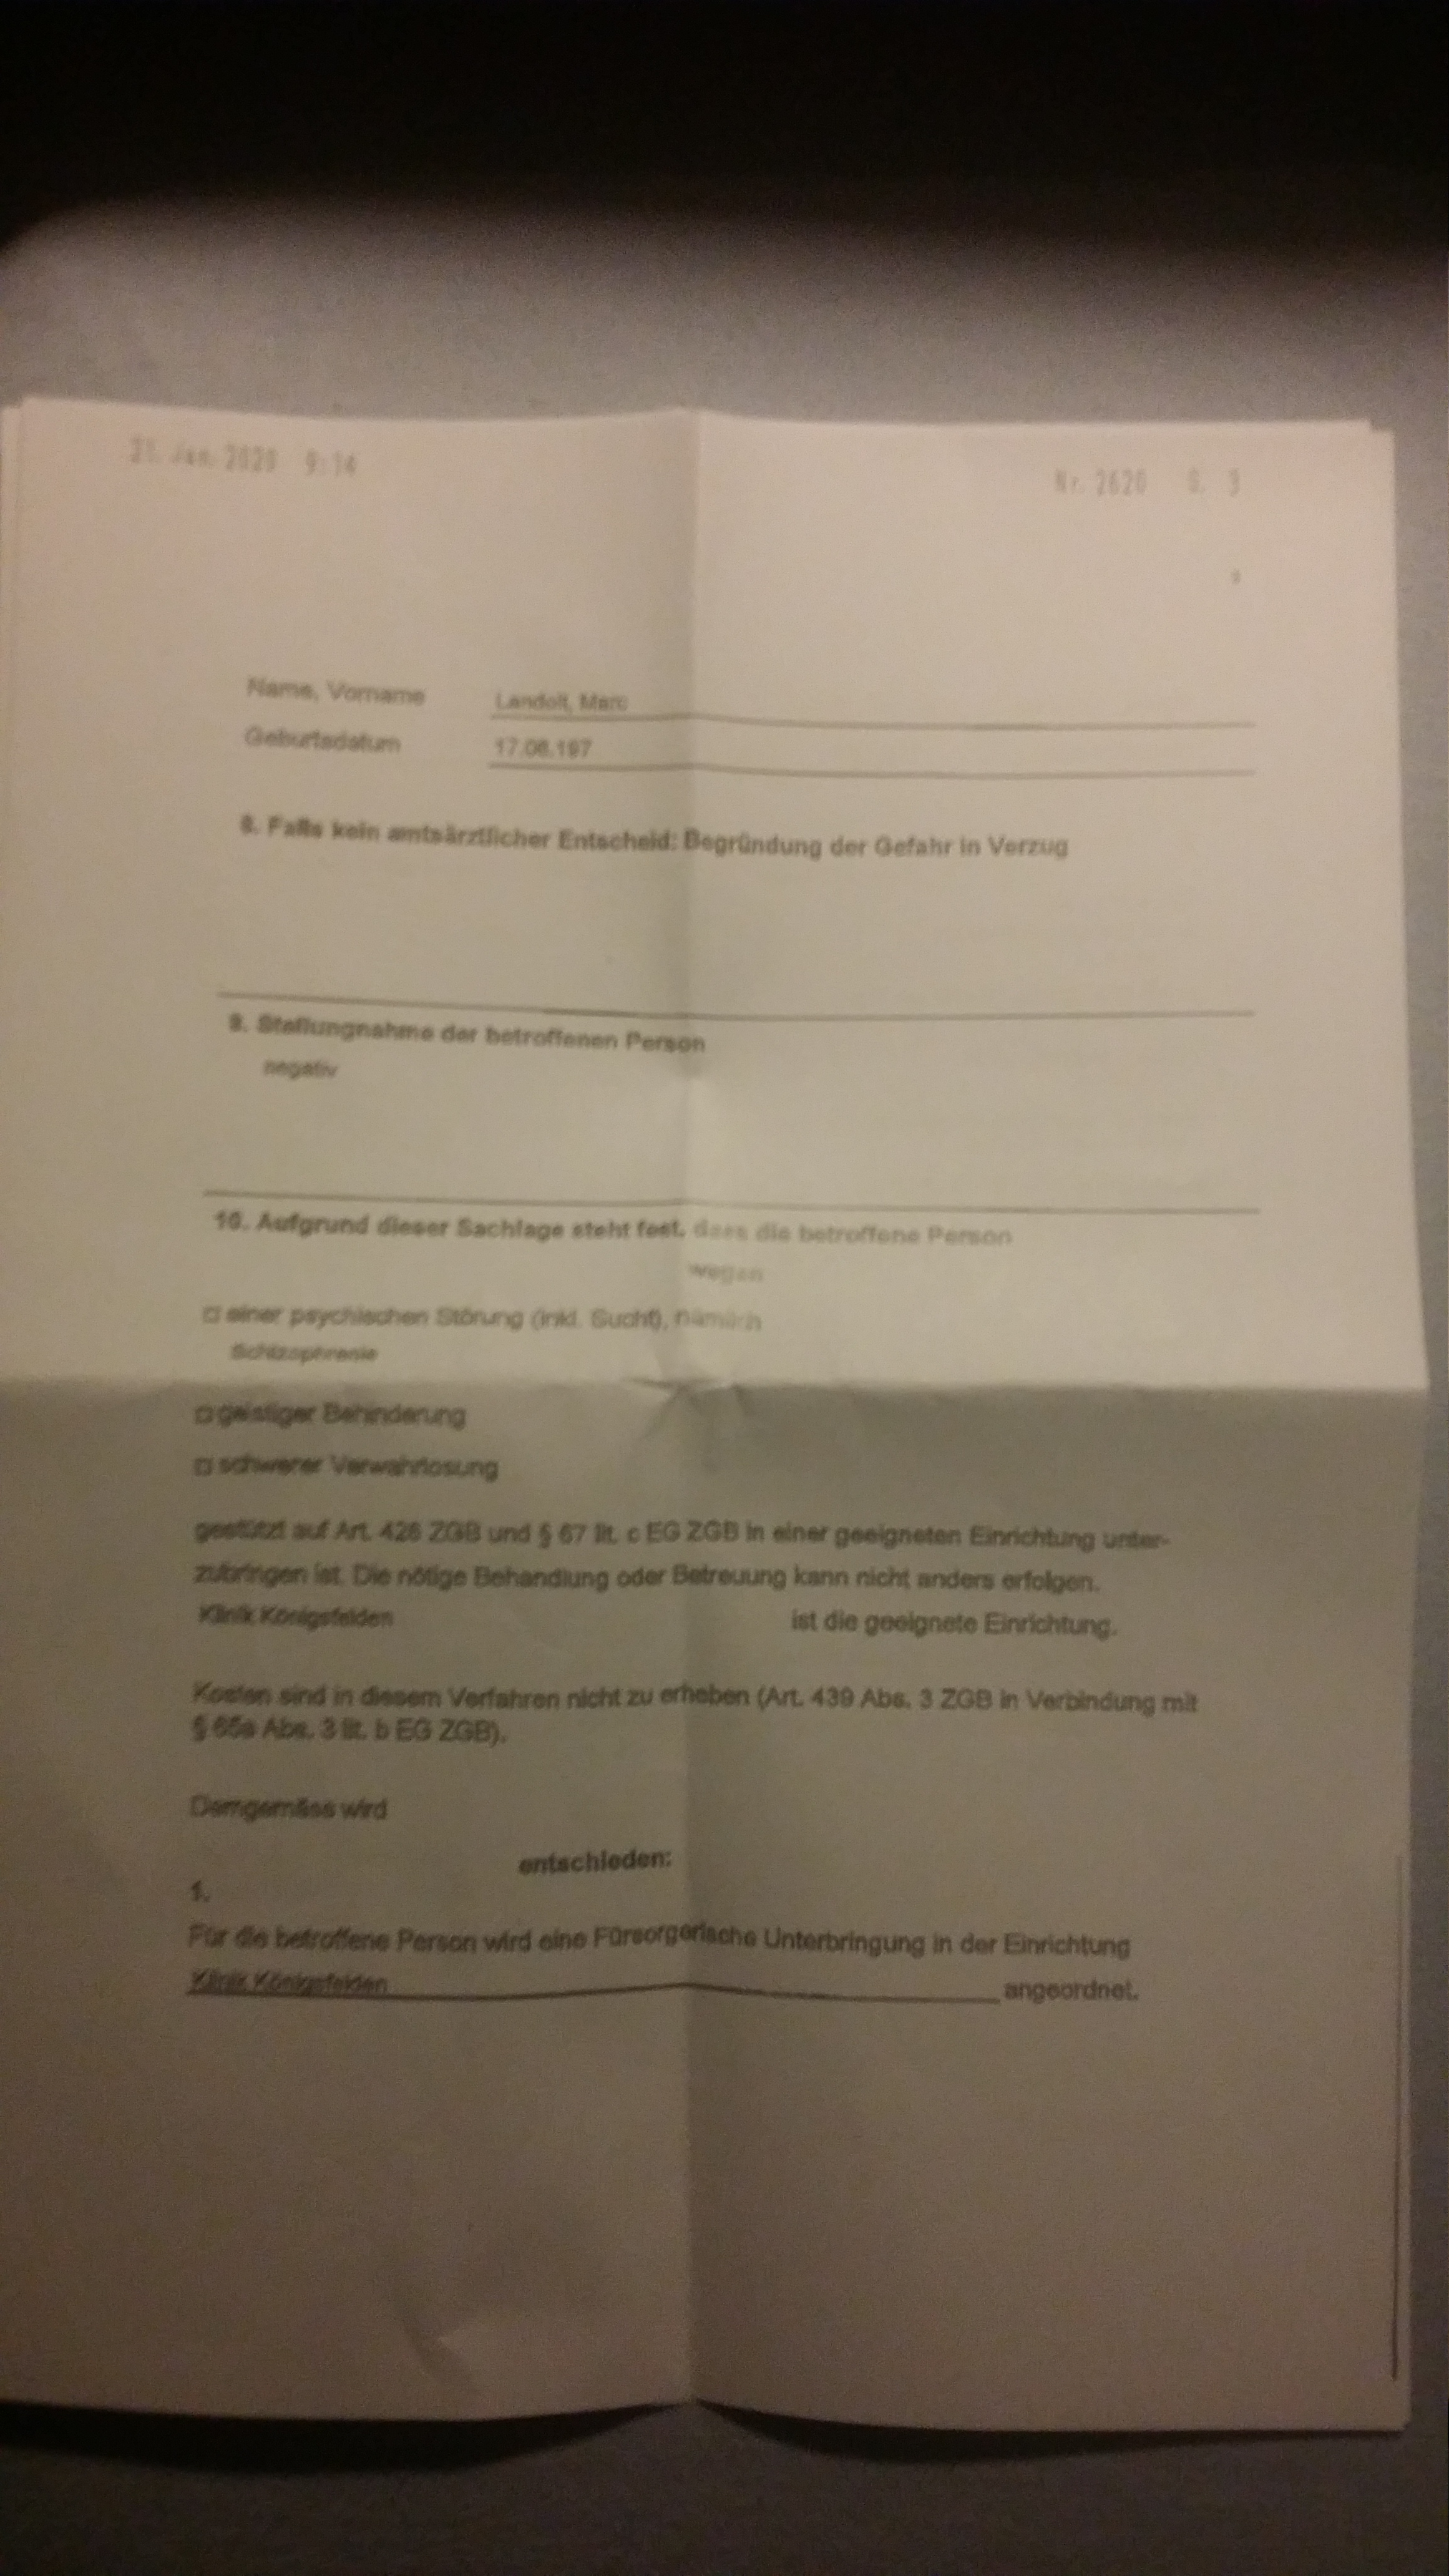 21. Jan. 2020 9:14
Nr. 2620 S. 3
Name, Vorname Landolt, Marc
Geburtsdatum 17.08.197
8. Falls kein amtsärztlicher Entscheid: Begründung der Gefahr in Verzug
9. Stellungnahme der betroffenen Person
negativ
10. Aufgrund dieser Sachlage steht fest, dass die betroffene Person
wegen
einer psychischen Störung (inkl. Sucht), nämlich
Schizophrenie
geistiger Behinderung
schwerer Verwahrlosung
gestützt auf Art. 426 ZGB und § 67 lit. c EG ZGB in einer geeigneten Einrichtung unter-
zubringen ist. Die nötige Behandlung oder Betreuung kann nicht anders erfolgen.
Klinik Königsfelden ist die geeignete Einrichtung.
Kosten sind in diesem Verfahren nicht zu erheben (Art. 439 Abs. 3 ZGB in Verbindung mit
§ 65a Abs. 3 lit. b EG ZGB).
Demgemäss wird
entschieden:
1.
Für die betroffene Person wird eine Fürsorgerische Unterbringung in der Einrichtung
Klinik Königsfelden angeordnet.